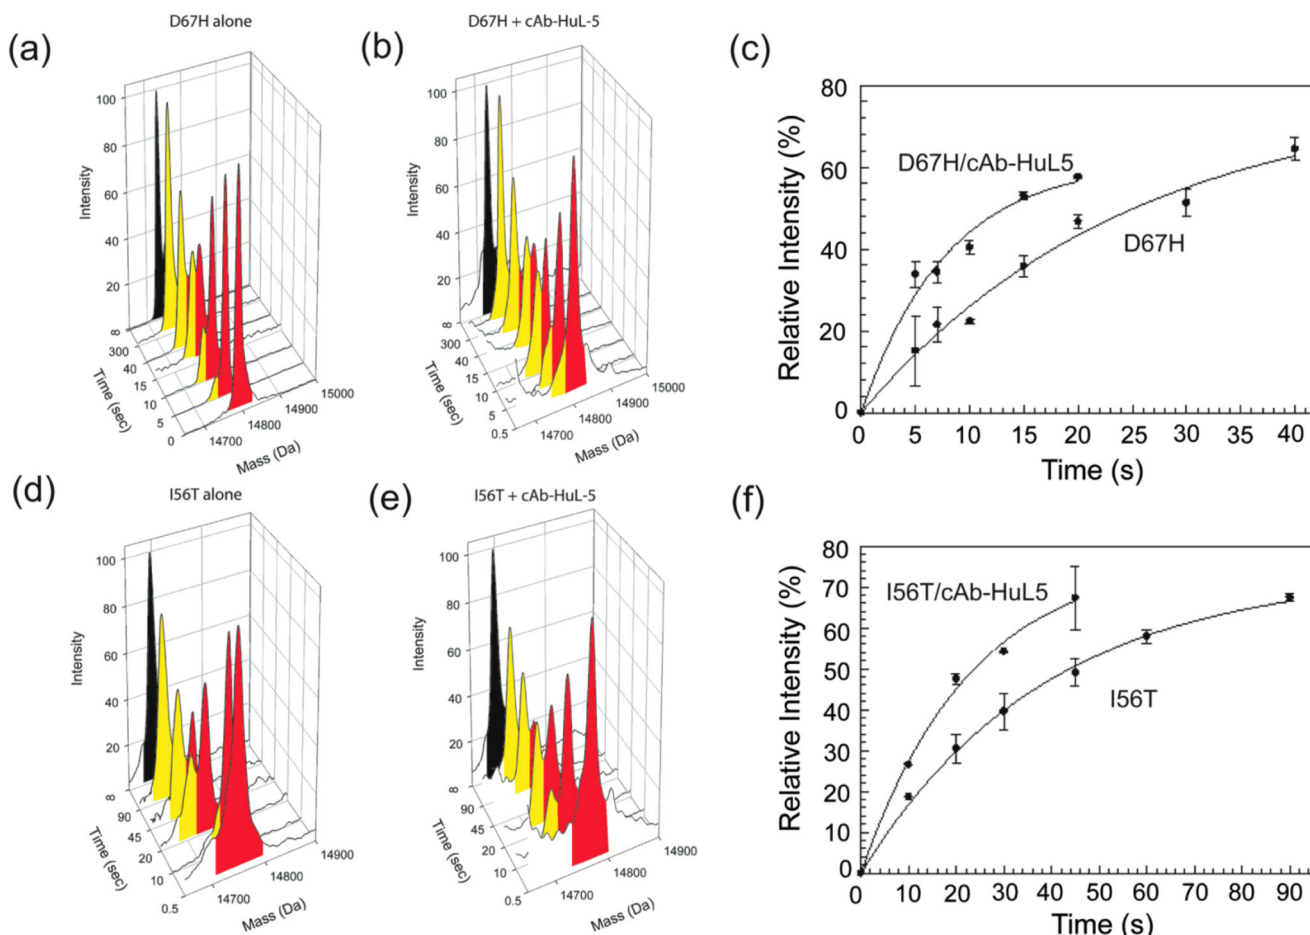 (a)
D67H alone
Intensity
100
80
60
40
20
∞
300
40
15
10
5
0
Time (sec)
14700
14800
14900
15000
Mass (Da)
(b)
D67H + cAb-HuL-5
Intensity
100
80
60
40
20
∞
300
40
15
10
5
0.5
Time (sec)
14700
14800
14900
15000
Mass (Da)
(c)
Relative Intensity (%)
80
60
40
20
0
D67H/cAb-HuL5
D67H
0 5 10 15 20 25 30 35 40
Time (s)
(d)
I56T alone
Intensity
100
80
60
40
20
∞
90
45
20
10
0.5
Time (sec)
14700
14800
14900
Mass (Da)
(e)
I56T + cAb-HuL-5
Intensity
100
80
60
40
20
∞
90
45
20
10
0.5
Time (sec)
14700
14800
14900
Mass (Da)
(f)
Relative Intensity (%)
80
70
60
50
40
30
20
10
0
I56T/cAb-HuL5
I56T
0 10 20 30 40 50 60 70 80 90
Time (s)